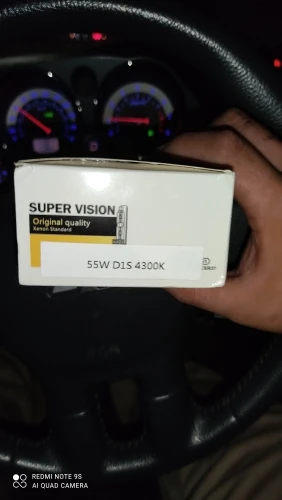 SUPER VISION
Original quality
Xenon Standard
55W D1S 4300K
REDMI NOTE 9S
AI QUAD CAMERA